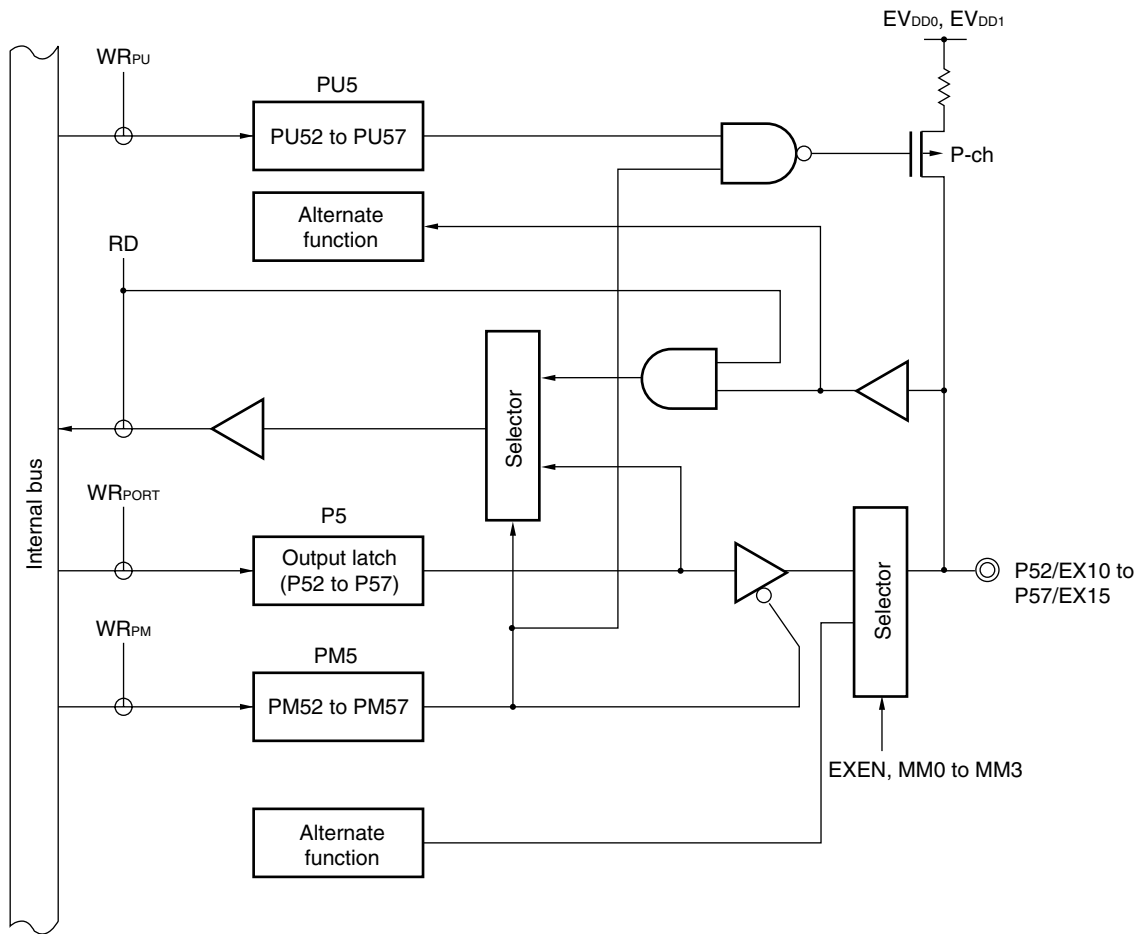 EVDD0, EVDD1
WRPU
PU5
PU52 to PU57
P-ch
Alternate
function
RD
Selector
Internal bus
WRPORT
P5
Output latch
(P52 to P57)
Selector
P52/EX10 to
P57/EX15
WRPM
PM5
PM52 to PM57
EXEN, MM0 to MM3
Alternate
function